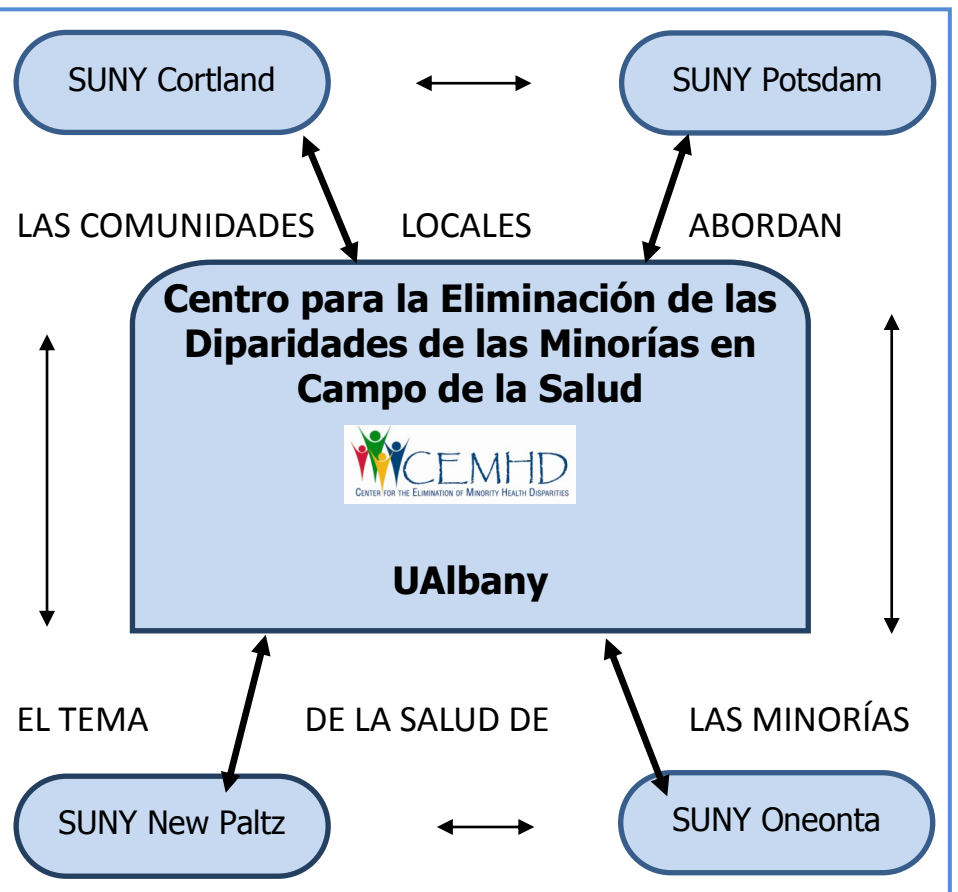 SUNY Cortland
SUNY Potsdam
LAS COMUNIDADES LOCALES ABORDAN
Centro para la Eliminación de las
Diparidades de las Minorías en
Campo de la Salud
CEMHD
CENTER FOR THE ELIMINATION OF MINORITY HEALTH DISPARITIES
UAlbany
EL TEMA DE LA SALUD DE LAS MINORÍAS
SUNY New Paltz
SUNY Oneonta